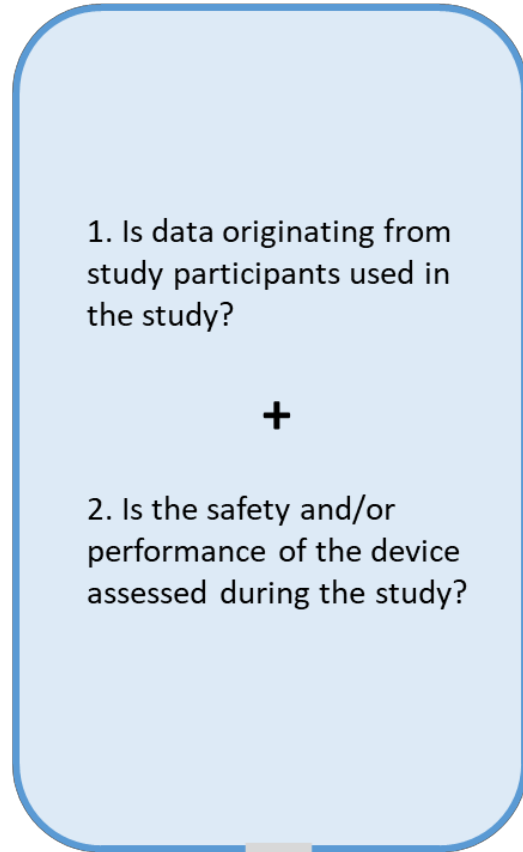 1. Is data originating from
study participants used in
the study?
+
2. Is the safety and/or
performance of the device
assessed during the study?